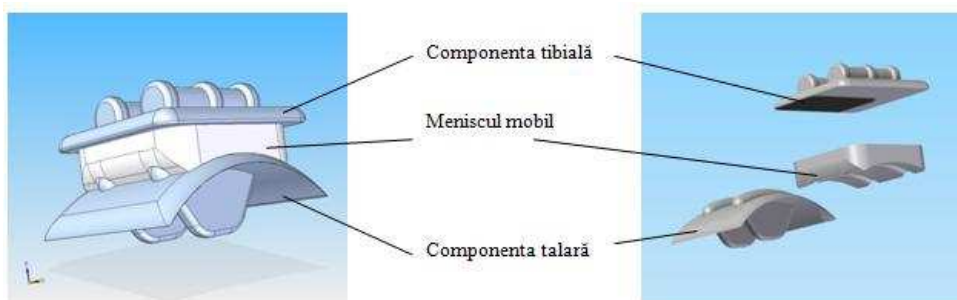 Componenta tibială
Meniscul mobil
Componenta talară